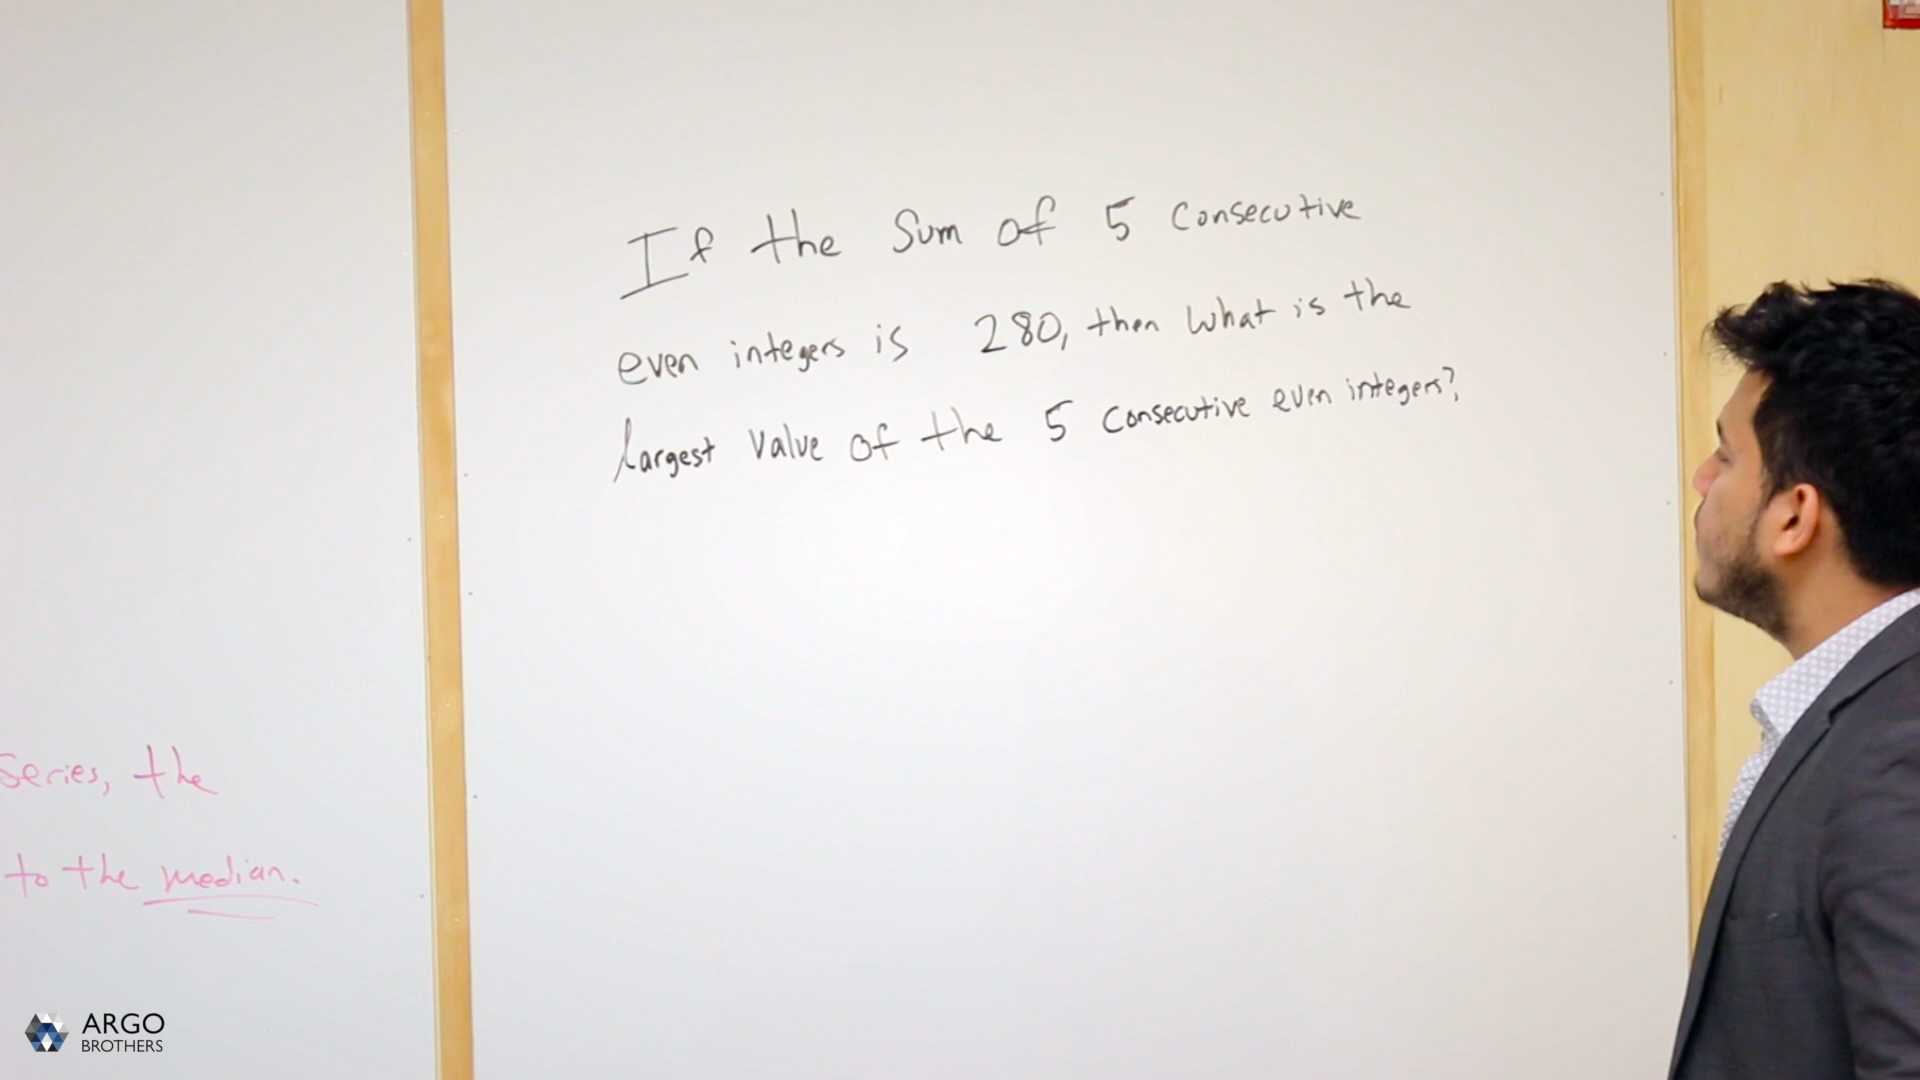 If the Sum of 5 Consecutive
even integers is 280, then what is the
largest Value of the 5 Consecutive even integers?
Series, the
to the median.
ARGO
BROTHERS